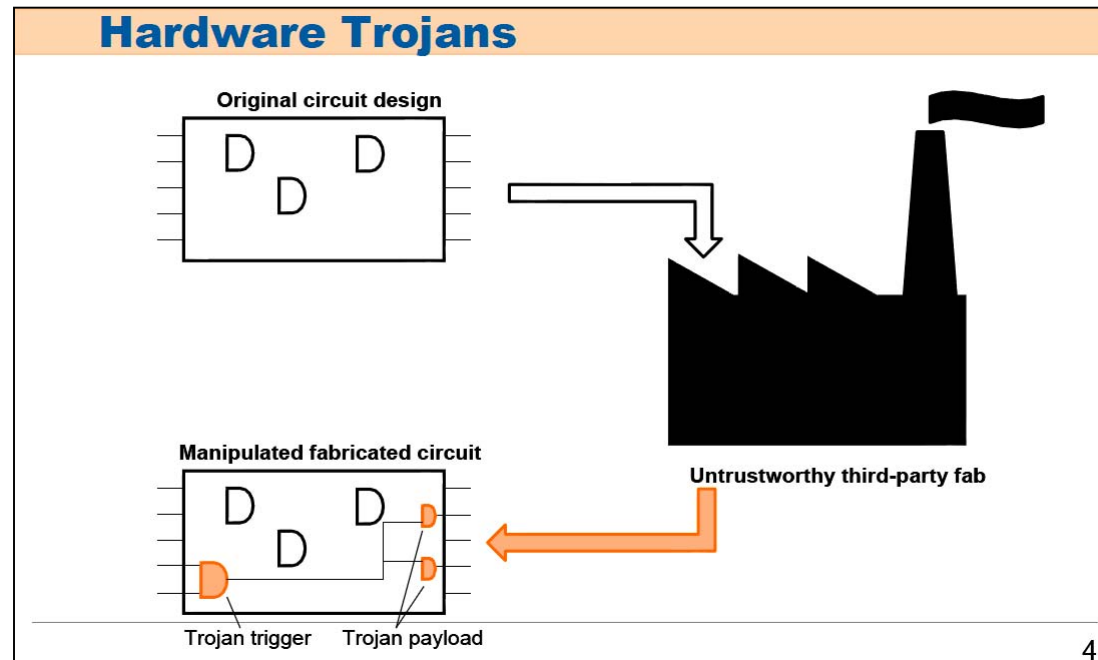 Hardware Trojans
Original circuit design
Manipulated fabricated circuit
Untrustworthy third-party fab
Trojan trigger
Trojan payload
4